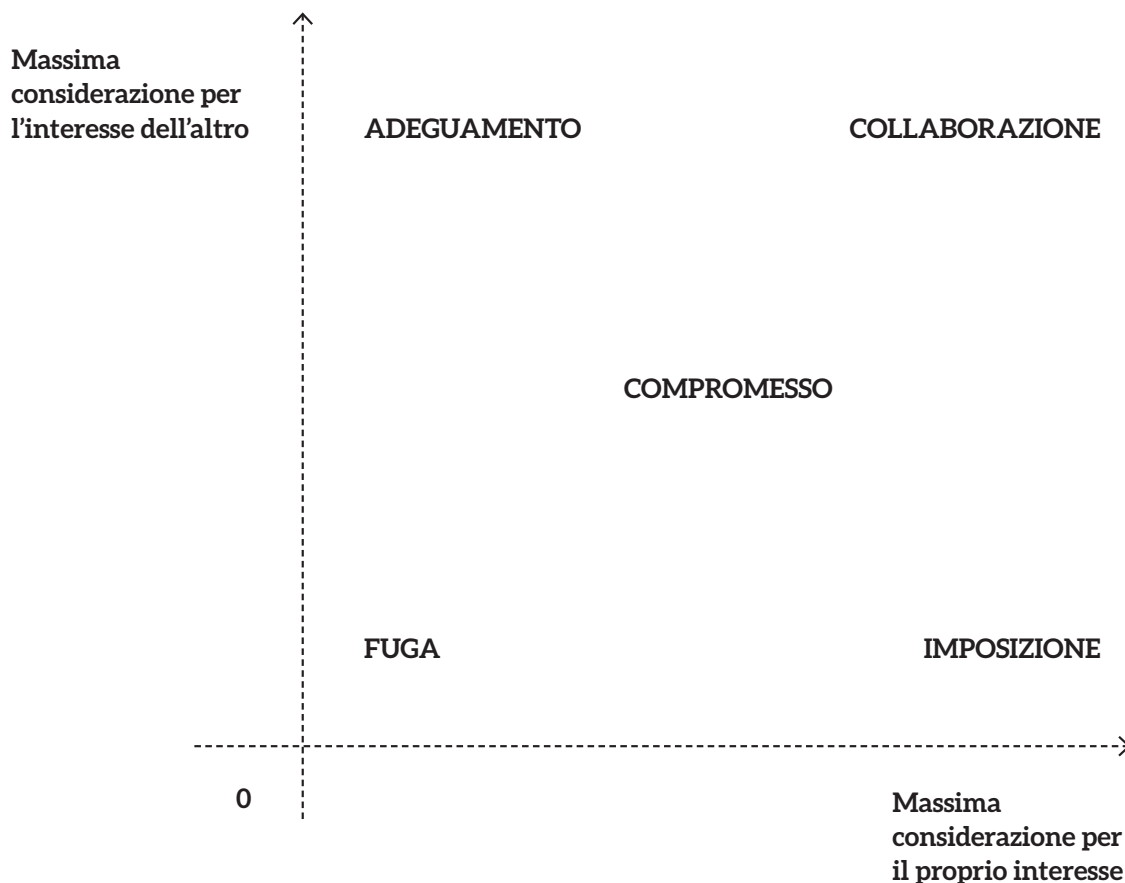 Massima
considerazione per
l’interesse dell’altro
ADEGUAMENTO
COLLABORAZIONE
COMPROMESSO
FUGA
IMPOSIZIONE
0
Massima
considerazione per
il proprio interesse